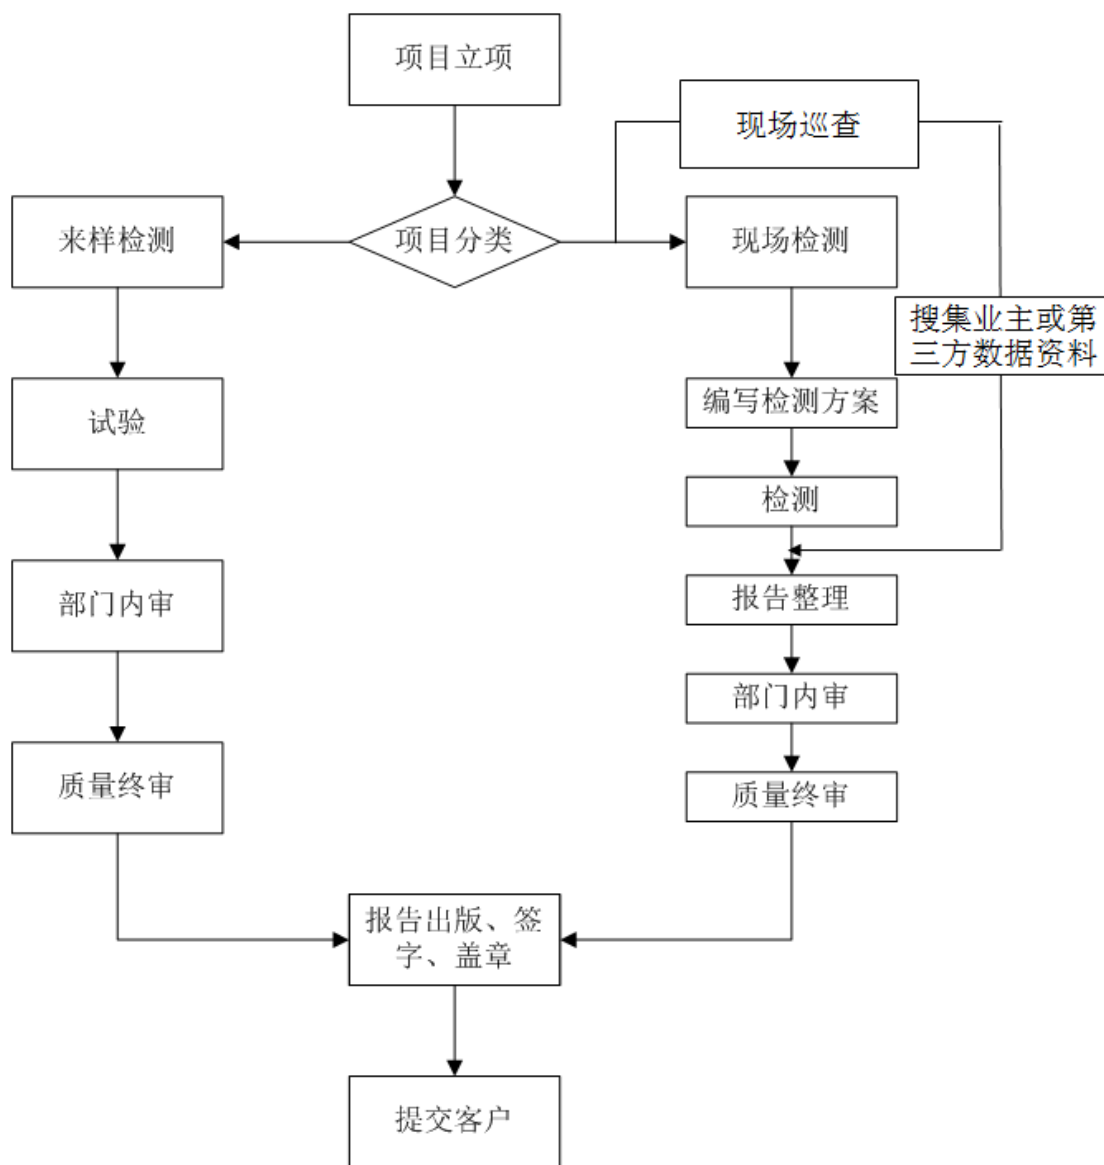 项目立项
现场巡查
来样检测
项目分类
现场检测
搜集业主或第
三方数据资料
编写检测方案
试验
检测
报告整理
部门内审
部门内审
质量终审
质量终审
报告出版、签
字、盖章
提交客户